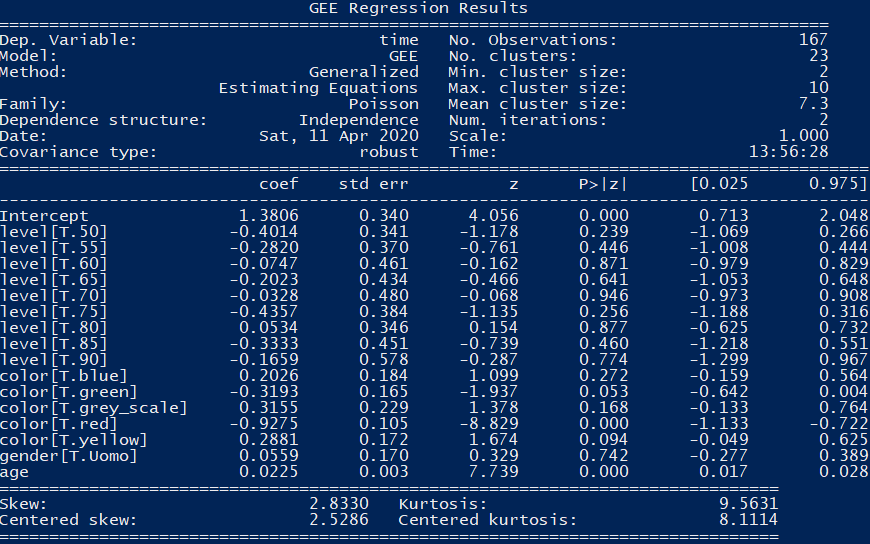 GEE Regression Results
===================================================================================
Dep. Variable: time No. Observations: 167
Model: GEE No. clusters: 23
Method: Generalized Min. cluster size: 2
Estimating Equations Max. cluster size: 10
Family: Poisson Mean cluster size: 7.3
Dependence structure: Independence Num. iterations: 2
Date: Sat, 11 Apr 2020 Scale: 1.000
Covariance type: robust Time: 13:56:28
=======================================================================================
coef std err z P>|z| [0.025 0.975]
---------------------------------------------------------------------------------------
Intercept 1.3806 0.340 4.056 0.000 0.713 2.048
level[T.50] -0.4014 0.341 -1.178 0.239 -1.069 0.266
level[T.55] -0.2820 0.370 -0.761 0.446 -1.008 0.444
level[T.60] -0.0747 0.461 -0.162 0.871 -0.979 0.829
level[T.65] -0.2023 0.434 -0.466 0.641 -1.053 0.648
level[T.70] -0.0328 0.480 -0.068 0.946 -0.973 0.908
level[T.75] -0.4357 0.384 -1.135 0.256 -1.188 0.316
level[T.80] 0.0534 0.346 0.154 0.877 -0.625 0.732
level[T.85] -0.3333 0.451 -0.739 0.460 -1.218 0.551
level[T.90] -0.1659 0.578 -0.287 0.774 -1.299 0.967
color[T.blue] 0.2026 0.184 1.099 0.272 -0.159 0.564
color[T.green] -0.3193 0.165 -1.937 0.053 -0.642 0.004
color[T.grey_scale] 0.3155 0.229 1.378 0.168 -0.133 0.764
color[T.red] -0.9275 0.105 -8.829 0.000 -1.133 -0.722
color[T.yellow] 0.2881 0.172 1.674 0.094 -0.049 0.625
gender[T.Uomo] 0.0559 0.170 0.329 0.742 -0.277 0.389
age 0.0225 0.003 7.739 0.000 0.017 0.028
==============================================================================
Skew: 2.8330 Kurtosis: 9.5631
Centered skew: 2.5286 Centered kurtosis: 8.1114
==============================================================================